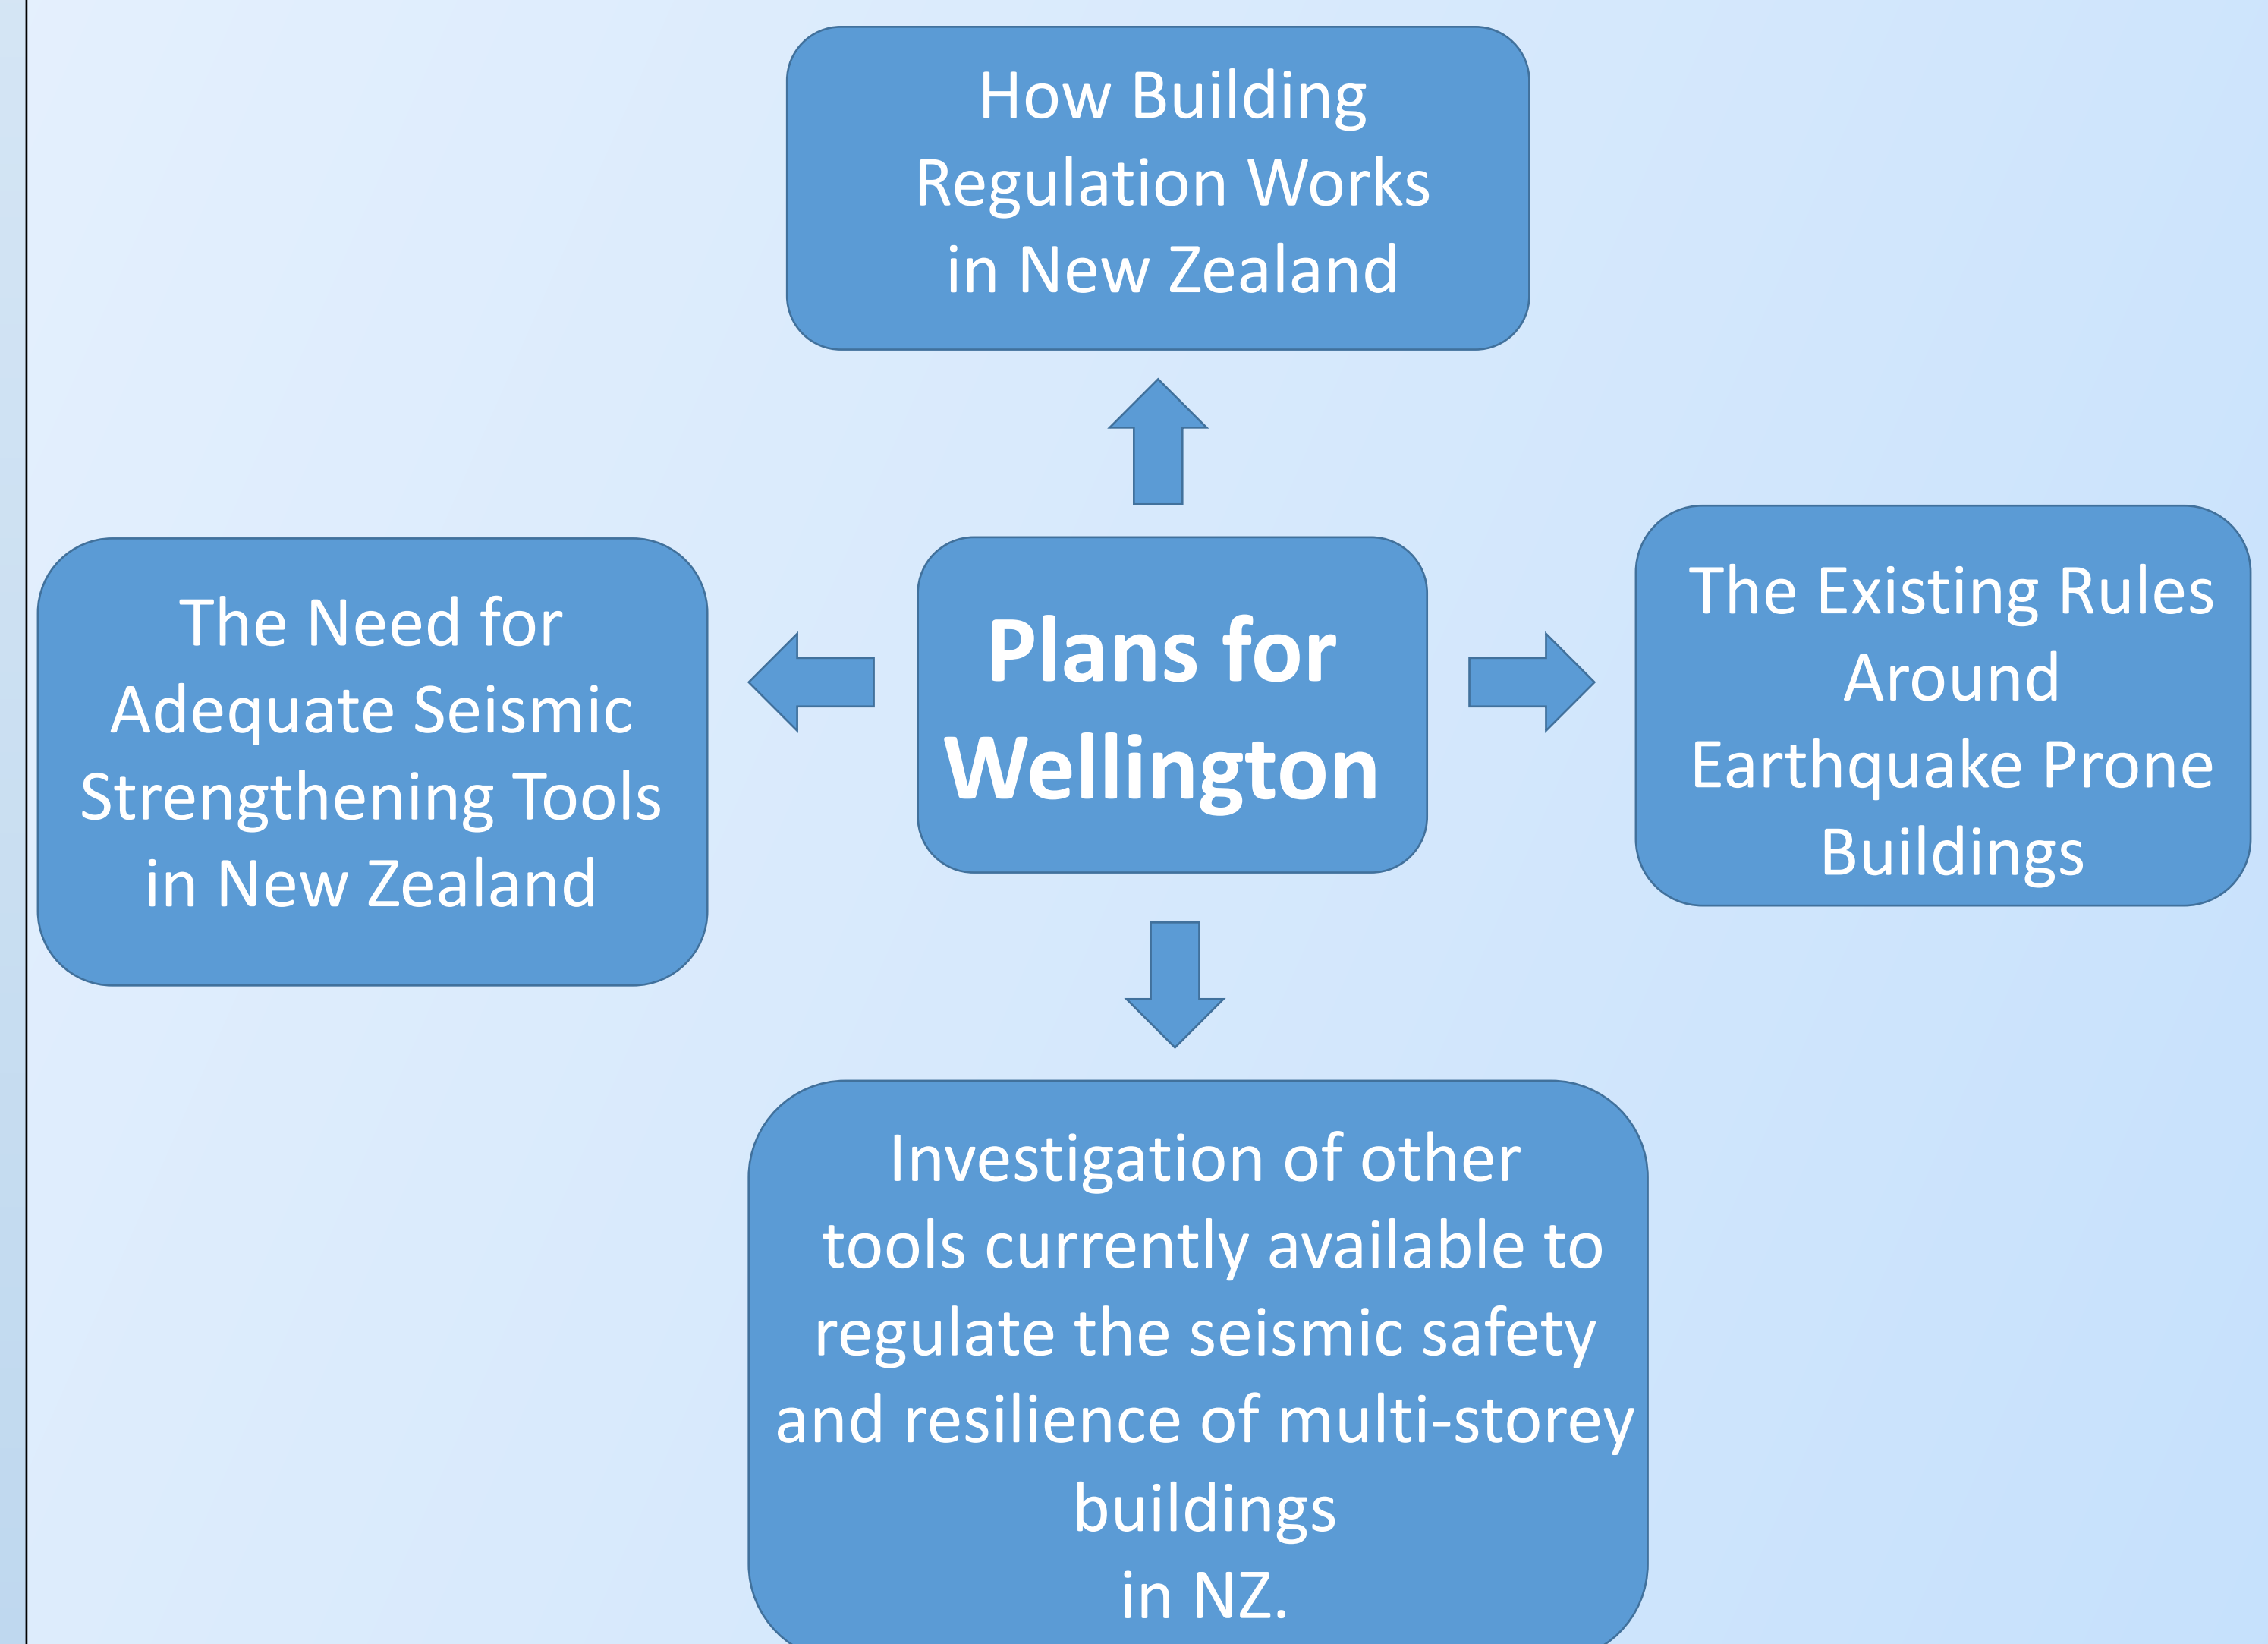 How Building
Regulation Works
in New Zealand
The Need for
Adequate Seismic
Strengthening Tools
in New Zealand
Plans for
Wellington
The Existing Rules
Around
Earthquake Prone
Buildings
Investigation of other
tools currently available to
regulate the seismic safety
and resilience of multi-storey
buildings
in NZ.